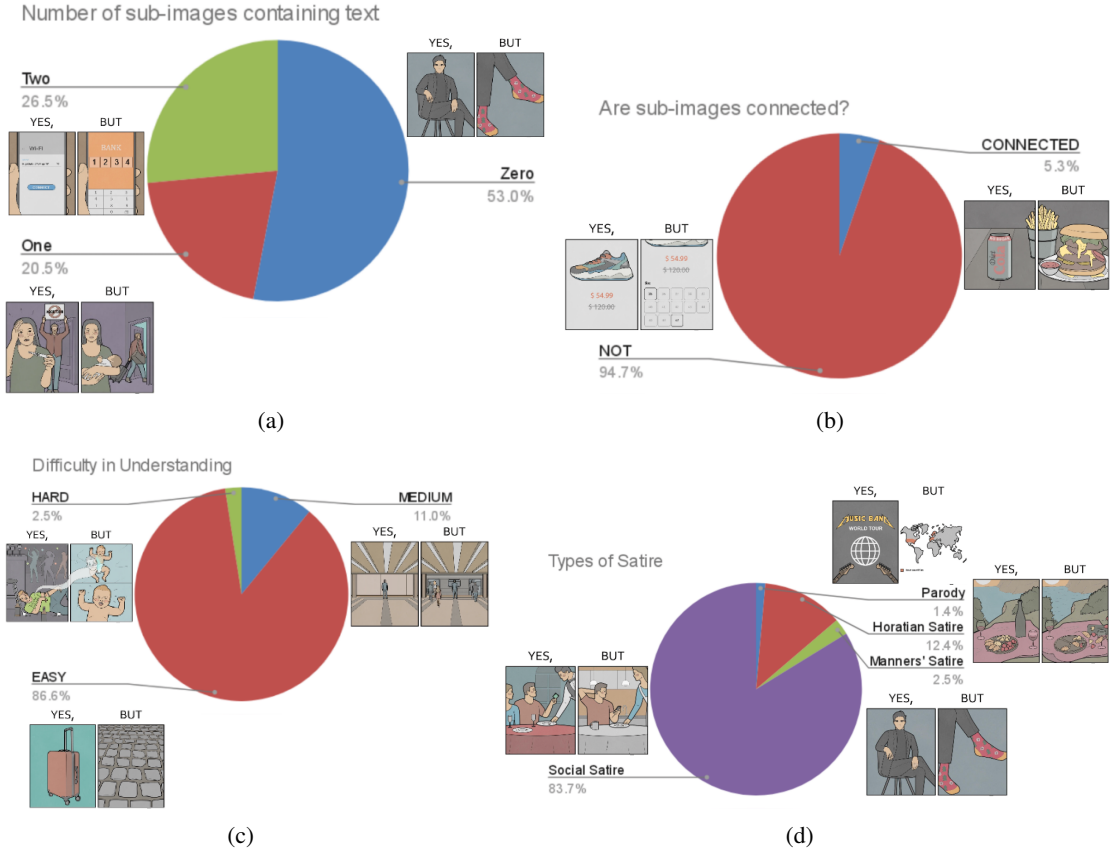 Number of sub-images containing text
YES, BUT
Two
26.5%
YES, BUT
BANK
1 2 3 4
Zero
53.0%
One
20.5%
YES, BUT
(a)
Are sub-images connected?
CONNECTED
5.3%
YES, BUT
YES, BUT
$ 54.99
$ 120.00
$ 54.99
$ 120.00
NOT
94.7%
(b)
Difficulty in Understanding
HARD
2.5%
MEDIUM
11.0%
YES, BUT
YES, BUT
EASY
86.6%
YES, BUT
(c)
YES, BUT
MUSIC BAND
WORLD TOUR
Types of Satire
YES, BUT
Parody
1.4%
Horatian Satire
12.4%
Manners' Satire
2.5%
YES, BUT
YES, BUT
Social Satire
83.7%
(d)